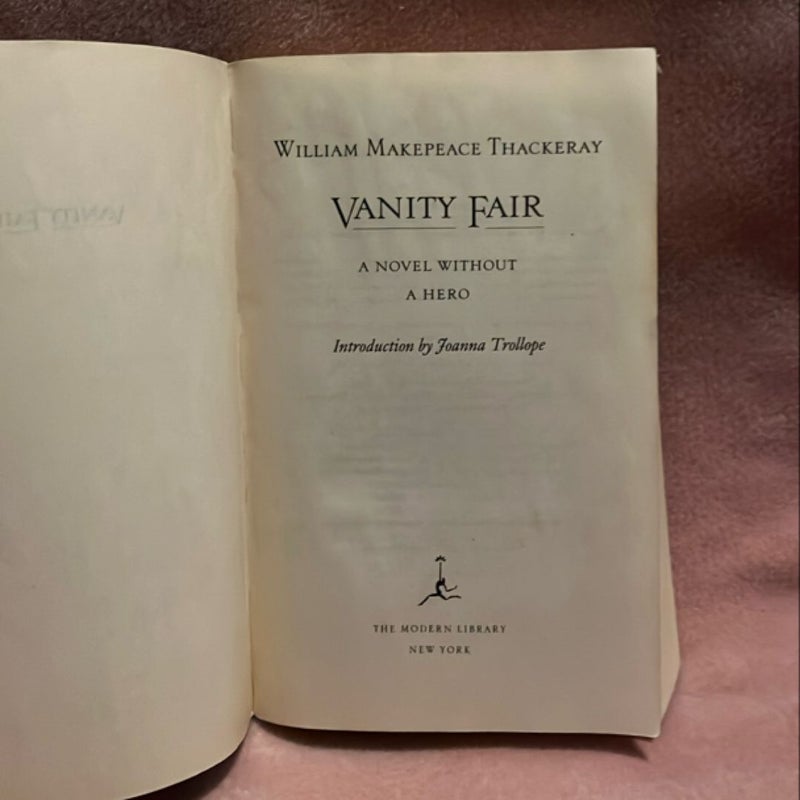 WILLIAM MAKEPEACE THACKERAY
VANITY FAIR
A NOVEL WITHOUT
A HERO
Introduction by Joanna Trollope
THE MODERN LIBRARY
NEW YORK